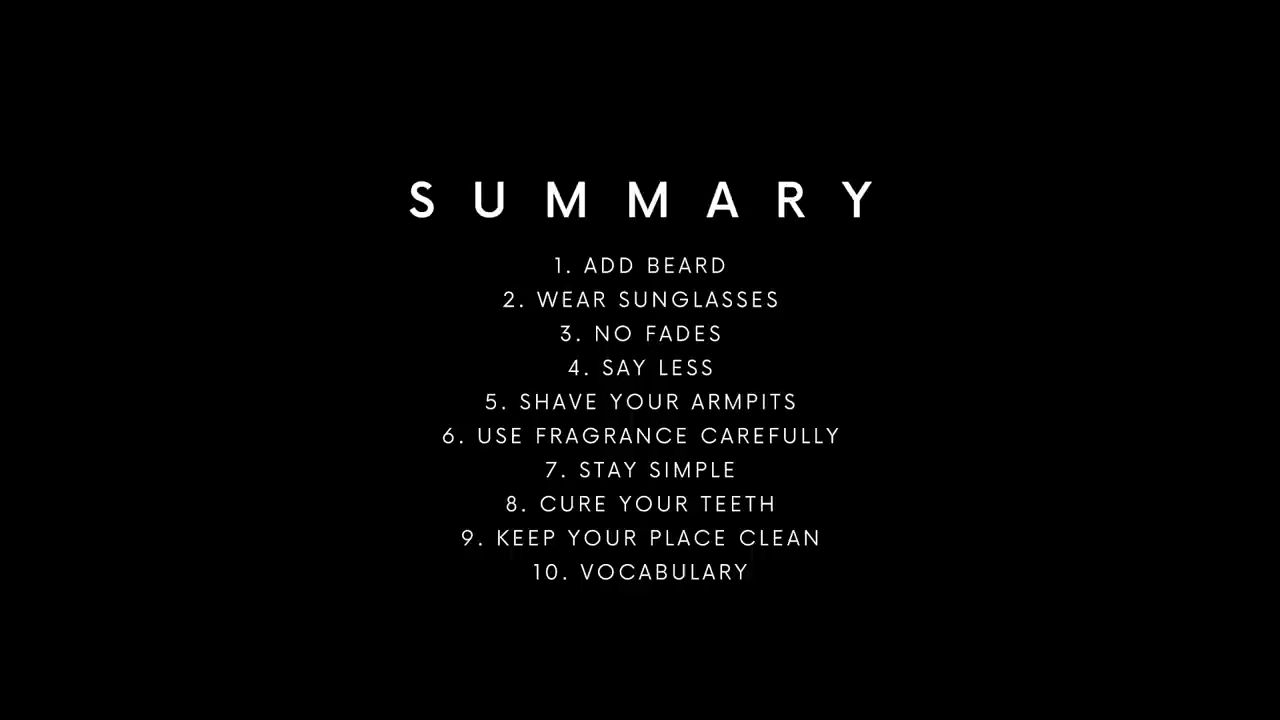 SUMMARY
1. ADD BEARD
2. WEAR SUNGLASSES
3. NO FADES
4. SAY LESS
5. SHAVE YOUR ARMPITS
6. USE FRAGRANCE CAREFULLY
7. STAY SIMPLE
8. CURE YOUR TEETH
9. KEEP YOUR PLACE CLEAN
10. VOCABULARY